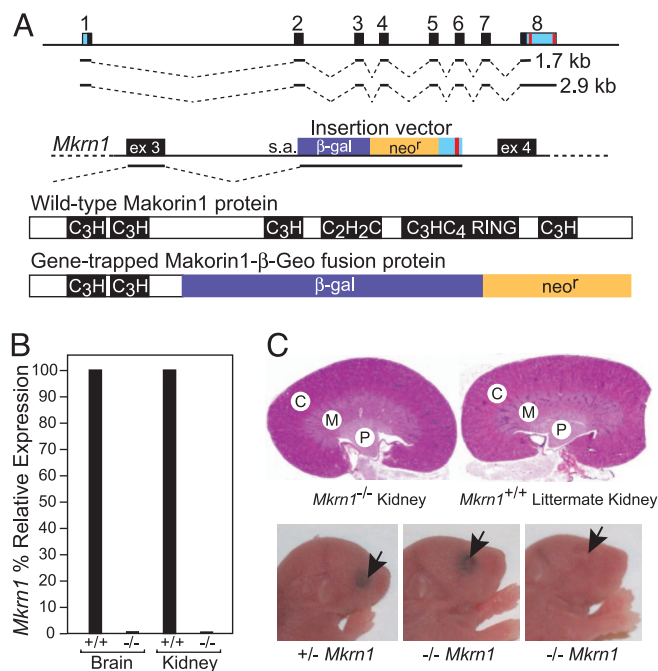 A
1 2 3 4 5 6 7 8
1.7 kb
2.9 kb
Insertion vector
Mkrn1 ex 3 s.a. β-gal neoʳ ex 4
Wild-type Makorin1 protein
C₃H C₃H C₃H C₂H₂C C₃HC₄ RING C₃H
Gene-trapped Makorin1-β-Geo fusion protein
C₃H C₃H β-gal neoʳ
B
Mkrn1 % Relative Expression
100
90
80
70
60
50
40
30
20
10
0
+/+ -/- +/+ -/-
Brain Kidney
C
C M P C M P
Mkrn1⁻/⁻ Kidney Mkrn1⁺/⁺ Littermate Kidney
+/- Mkrn1 -/- Mkrn1 -/- Mkrn1